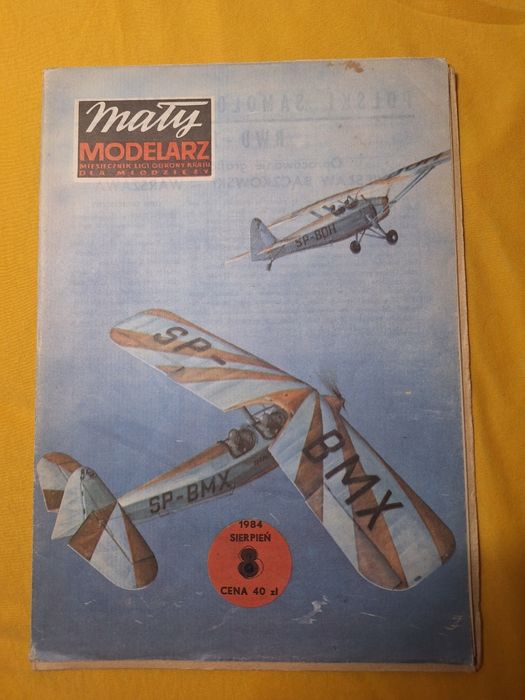 Mały
MODELARZ
MIESIĘCZNIK LIGI OBRONY KRAJU
DLA MŁODZIEŻY
SP-BDH
SP-
BMX
SP-BMX
1984
SIERPIEŃ
8
CENA 40 zł